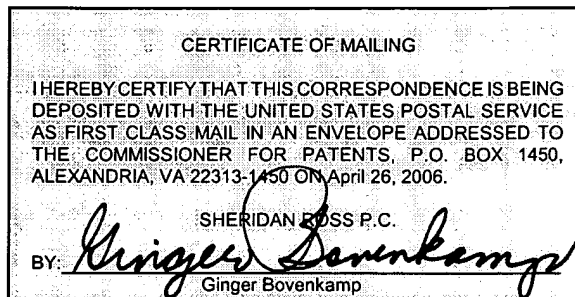 CERTIFICATE OF MAILING
I HEREBY CERTIFY THAT THIS CORRESPONDENCE IS BEING
DEPOSITED WITH THE UNITED STATES POSTAL SERVICE
AS FIRST CLASS MAIL IN AN ENVELOPE ADDRESSED TO
THE COMMISSIONER FOR PATENTS, P.O. BOX 1450,
ALEXANDRIA, VA 22313-1450 ON April 26, 2006.
SHERIDAN ROSS P.C.
BY: Ginger Bovenkamp
Ginger Bovenkamp